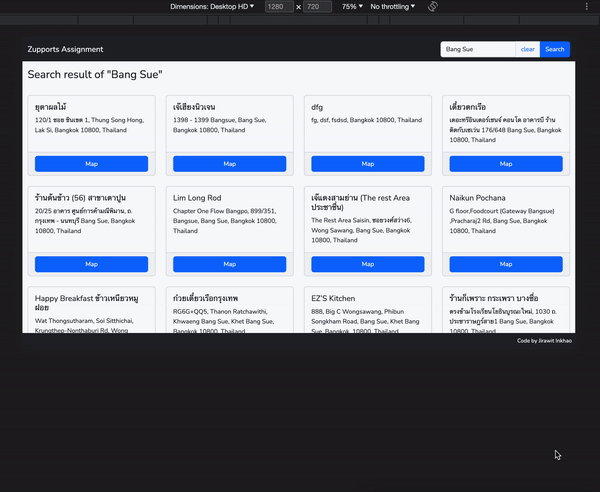 Dimensions: Desktop HD ▼ 1280 × 720 75% ▼ No throttling ▼
Zupports Assignment
Bang Sue clear Search
Search result of "Bang Sue"
ยุดาผลไม้
120/1 ซอย ชินเขต 1, Thung Song Hong,
Lak Si, Bangkok 10800, Thailand
Map
เจ๊เฮียงนิวเจน
1398 - 1399 Bangsue, Bang Sue,
Bangkok 10800, Thailand
Map
dfg
fg, dsf, fsdsd, Bangkok 10800, Thailand
Map
เตี๋ยวตกเรือ
เดอะทรีอินเตอร์เชนจ์ คอนโด อาคารบี ร้าน
ติดกับเซเว่น 176/648 Bang Sue, Bangkok
10800, Thailand
Map
ร้านต้นข้าว (56) สาขาเตาปูน
20/25 อาคาร ศูนย์การค้ามณีพิมาน, ถ.
กรุงเทพ - นนทบุรี Bang Sue, Bangkok
10800, Thailand
Map
Lim Long Rod
Chapter One Flow Bangpo, 899/351,
Bangsue, Bang Sue, Bangkok 10800,
Thailand
Map
เจ๊แดงสามย่าน (The rest Area
ประชาชื่น)
The Rest Area Saisin, ซอยวงศ์สว่าง6,
Wong Sawang, Bang Sue, Bangkok
10800, Thailand
Map
Naikun Pochana
G floor,Foodcourt (Gateway Bangsue)
,Pracharaj2 Rd, Bang Sue, Bangkok
10800, Thailand
Map
Happy Breakfast ข้าวเหนียวหมู
ฝอย
Wat Thongsutharam, Soi Sitthichai,
Krungthep-Nonthaburi Rd, Wong
ก๋วยเตี๋ยวเรือกรุงเทพ
RG6G+QQ5, Thanon Ratchawithi,
Khwaeng Bang Sue, Khet Bang Sue,
Bangkok 10800, Thailand
EZ'S Kitchen
888, Big C Wongsawang, Phibun
Songkham Road, Bang Sue, Khet Bang
Sue, Bangkok 10800, Thailand
ร้านก็เพราะ กระเพรา บางซื่อ
ตรงข้ามโรงเรียนโยธินบูรณะใหม่, 1030 ถ.
ประชาราษฎร์สาย1 Bang Sue, Bangkok
10800, Thailand
Code by Jirawit Inkhao